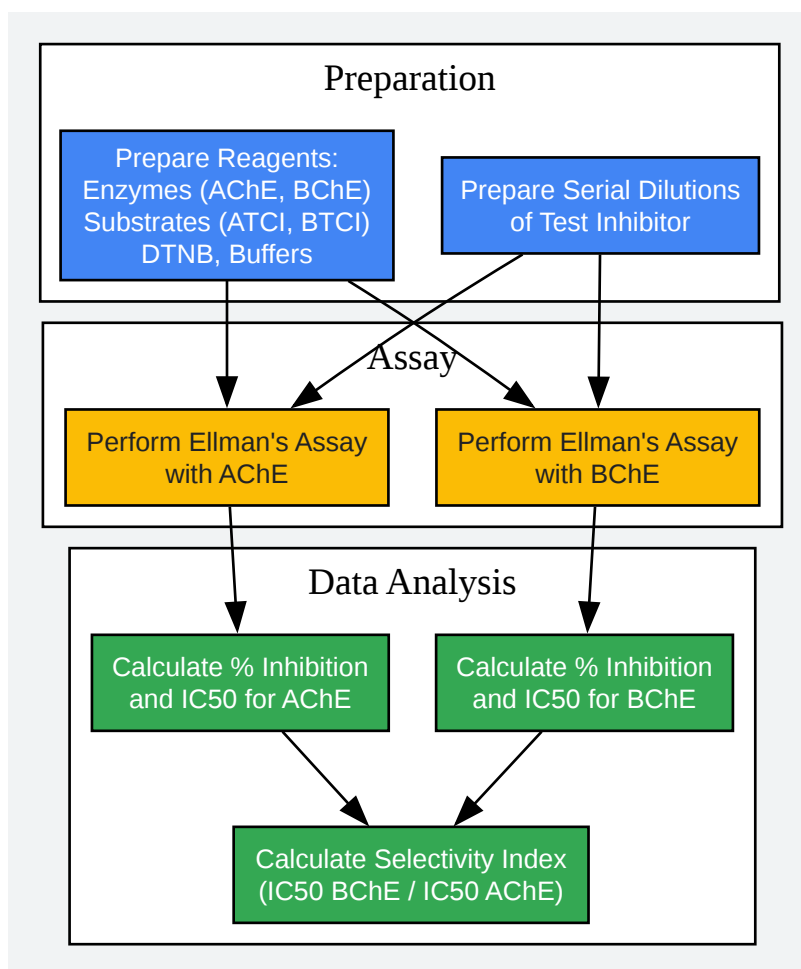 Preparation
Prepare Reagents:
Enzymes (AChE, BChE)
Substrates (ATCI, BTCI)
DTNB, Buffers
Prepare Serial Dilutions
of Test Inhibitor
Assay
Perform Ellman's Assay
with AChE
Perform Ellman's Assay
with BChE
Data Analysis
Calculate % Inhibition
and IC50 for AChE
Calculate % Inhibition
and IC50 for BChE
Calculate Selectivity Index
(IC50 BChE / IC50 AChE)